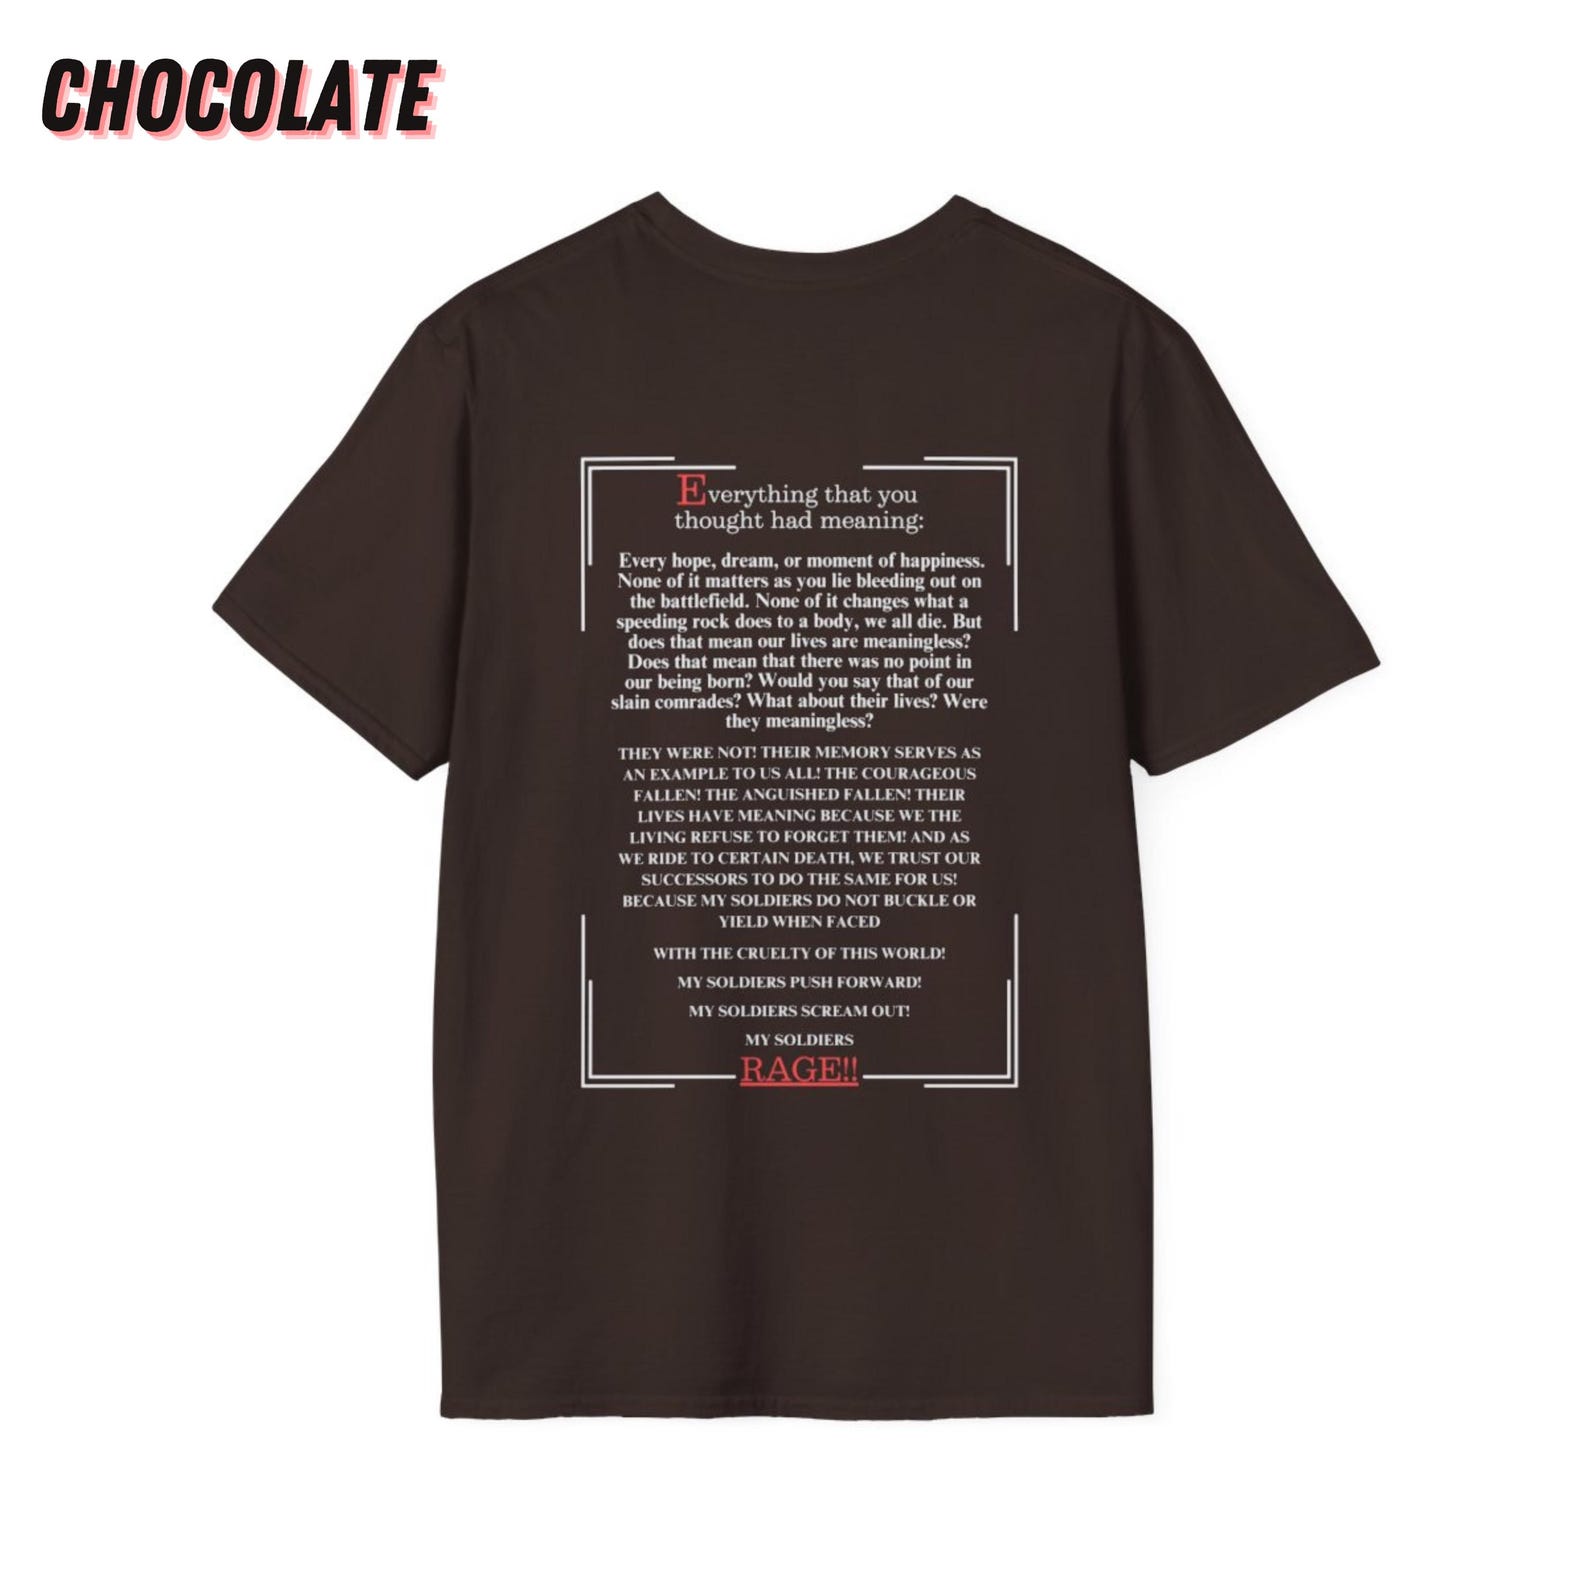 CHOCOLATE
Everything that you
thought had meaning:
Every hope, dream, or moment of happiness.
None of it matters as you lie bleeding out on
the battlefield. None of it changes what a
speeding rock does to a body, we all die. But
does that mean our lives are meaningless?
Does that mean that there was no point in
our being born? Would you say that of our
slain comrades? What about their lives? Were
they meaningless?
THEY WERE NOT! THEIR MEMORY SERVES AS
AN EXAMPLE TO US ALL! THE COURAGEOUS
FALLEN! THE ANGUISHED FALLEN! THEIR
LIVES HAVE MEANING BECAUSE WE THE
LIVING REFUSE TO FORGET THEM! AND AS
WE RIDE TO CERTAIN DEATH, WE TRUST OUR
SUCCESSORS TO DO THE SAME FOR US!
BECAUSE MY SOLDIERS DO NOT BUCKLE OR
YIELD WHEN FACED
WITH THE CRUELTY OF THIS WORLD!
MY SOLDIERS PUSH FORWARD!
MY SOLDIERS SCREAM OUT!
MY SOLDIERS
RAGE!!